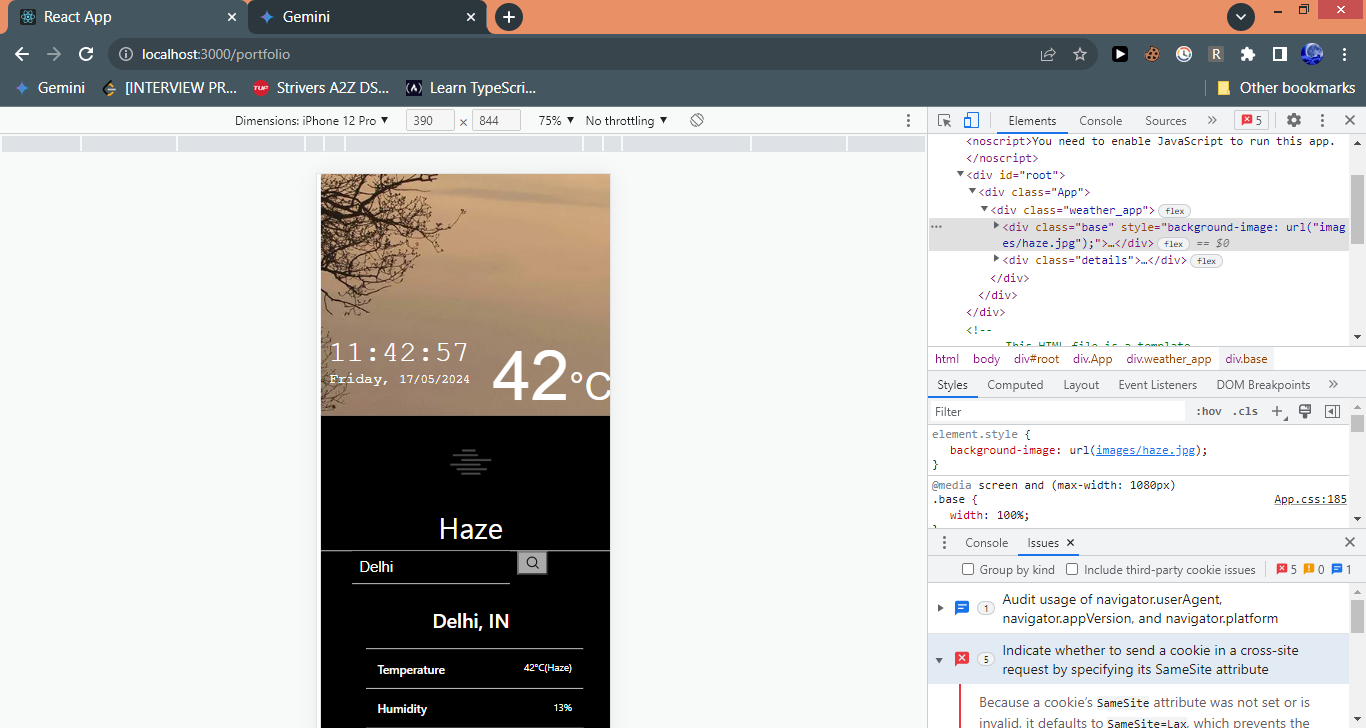 React App
Gemini
localhost:3000/portfolio
Gemini
[INTERVIEW PR...
TUF
Strivers A2Z DS...
Learn TypeScri...
Other bookmarks
Dimensions: iPhone 12 Pro
390 × 844
75%
No throttling
Elements
Console
Sources
5
<noscript>You need to enable JavaScript to run this app.
</noscript>
<div id="root">
<div class="App">
<div class="weather_app"> flex
<div class="base" style="background-image: url("imag
es/haze.jpg");">…</div> flex == $0
<div class="details">…</div> flex
</div>
</div>
</div>
<!--
This HTML file is a template.
html body div#root div.App div.weather_app div.base
Styles Computed Layout Event Listeners DOM Breakpoints
Filter
:hov .cls
element.style {
background-image: url(images/haze.jpg);
}
@media screen and (max-width: 1080px)
.base {
App.css:185
width: 100%;
Console
Issues
Group by kind
Include third-party cookie issues
5 0 1
1
Audit usage of navigator.userAgent,
navigator.appVersion, and navigator.platform
5
Indicate whether to send a cookie in a cross-site
request by specifying its SameSite attribute
Because a cookie's SameSite attribute was not set or is
invalid, it defaults to SameSite=Lax, which prevents the
11:42:57
Friday, 17/05/2024
42°C
Haze
Delhi
Delhi, IN
Temperature
42°C(Haze)
Humidity
13%